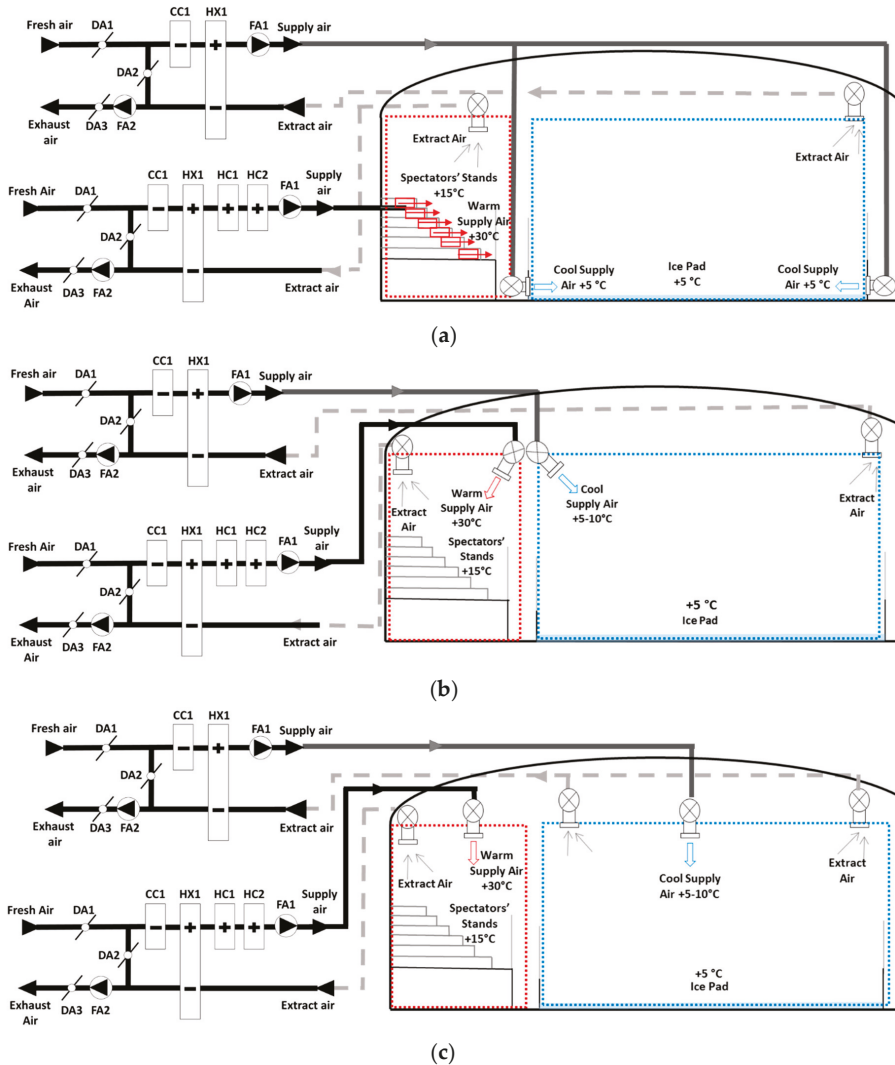 CC1 HX1
Fresh air DA1 FA1 Supply air
DA2
Exhaust air DA3 FA2 Extract air
Extract Air
Extract Air
CC1 HX1 HC1 HC2
Fresh Air DA1 FA1 Supply air
DA2
Exhaust Air DA3 FA2 Extract air
Spectators' Stands
+15°C
Warm
Supply Air
+30°C
Cool Supply
Air +5 °C
Ice Pad
+5 °C
Cool Supply
Air +5 °C
(a)
CC1 HX1
Fresh air DA1 FA1 Supply air
DA2
Exhaust air DA3 FA2 Extract air
Extract
Air
Warm
Supply Air
+30°C
Cool
Supply Air
+5-10°C
Extract
Air
CC1 HX1 HC1 HC2
Fresh Air DA1 FA1 Supply air
DA2
Exhaust Air DA3 FA2 Extract air
Spectators'
Stands
+15°C
+5 °C
Ice Pad
(b)
CC1 HX1
Fresh air DA1 FA1 Supply air
DA2
Exhaust air DA3 FA2 Extract air
Extract Air
Warm
Supply Air
+30°C
Cool Supply
Air +5-10°C
Extract
Air
CC1 HX1 HC1 HC2
Fresh Air DA1 FA1 Supply air
DA2
Exhaust Air DA3 FA2 Extract air
Spectators'
Stands
+15°C
+5 °C
Ice Pad
(c)